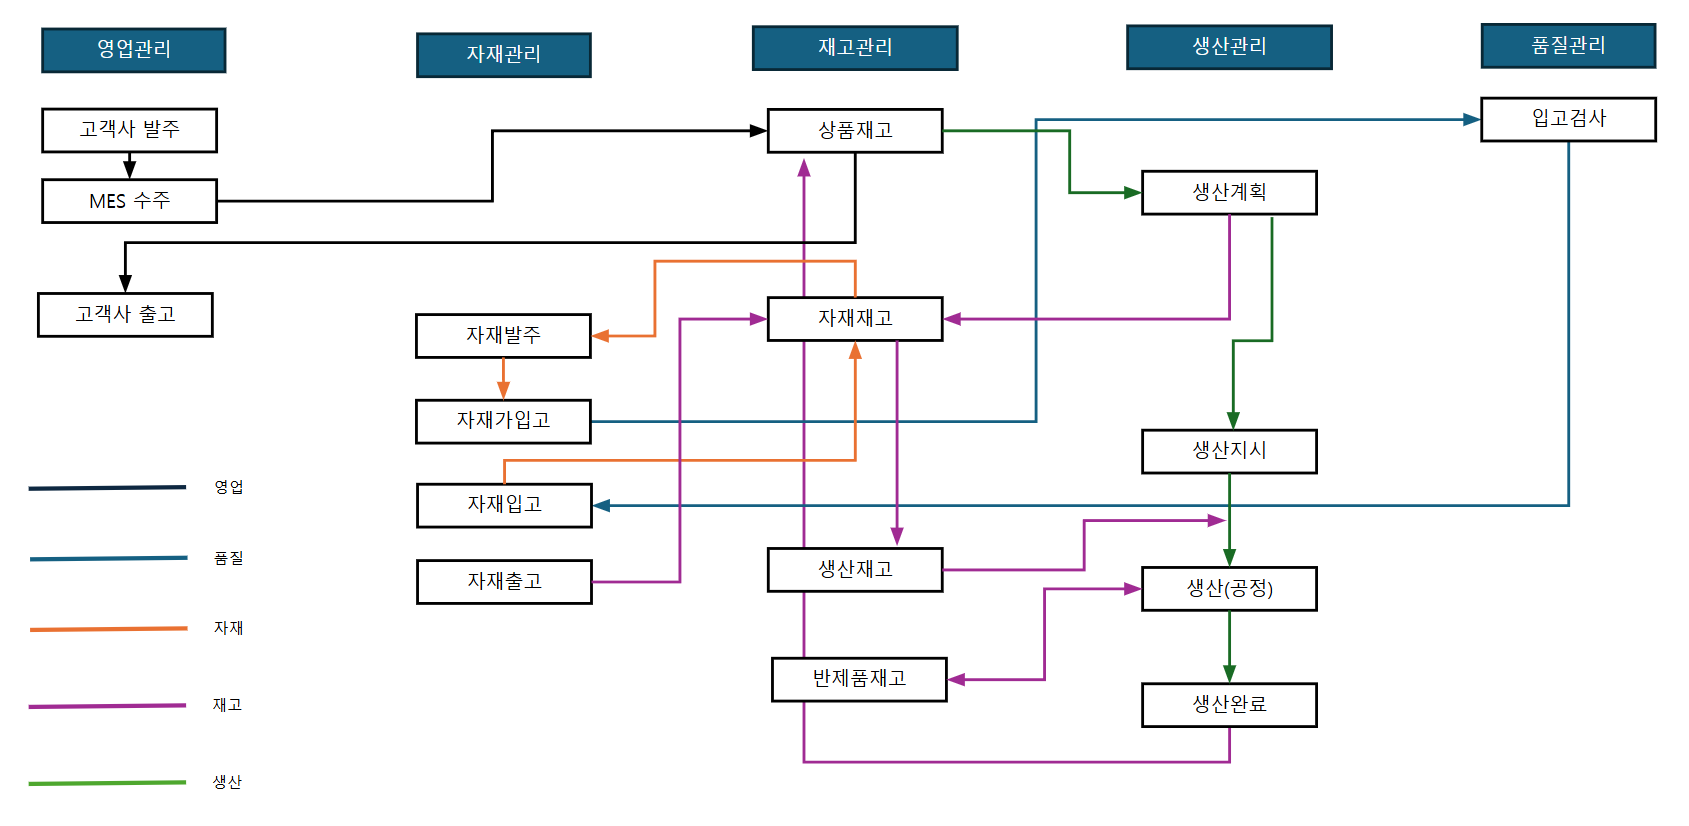 영업관리
자재관리
재고관리
생산관리
품질관리
고객사 발주
MES 수주
고객사 출고
자재발주
자재가입고
자재입고
자재출고
상품재고
자재재고
생산재고
반제품재고
생산계획
생산지시
생산(공정)
생산완료
입고검사
영업
품질
자재
재고
생산